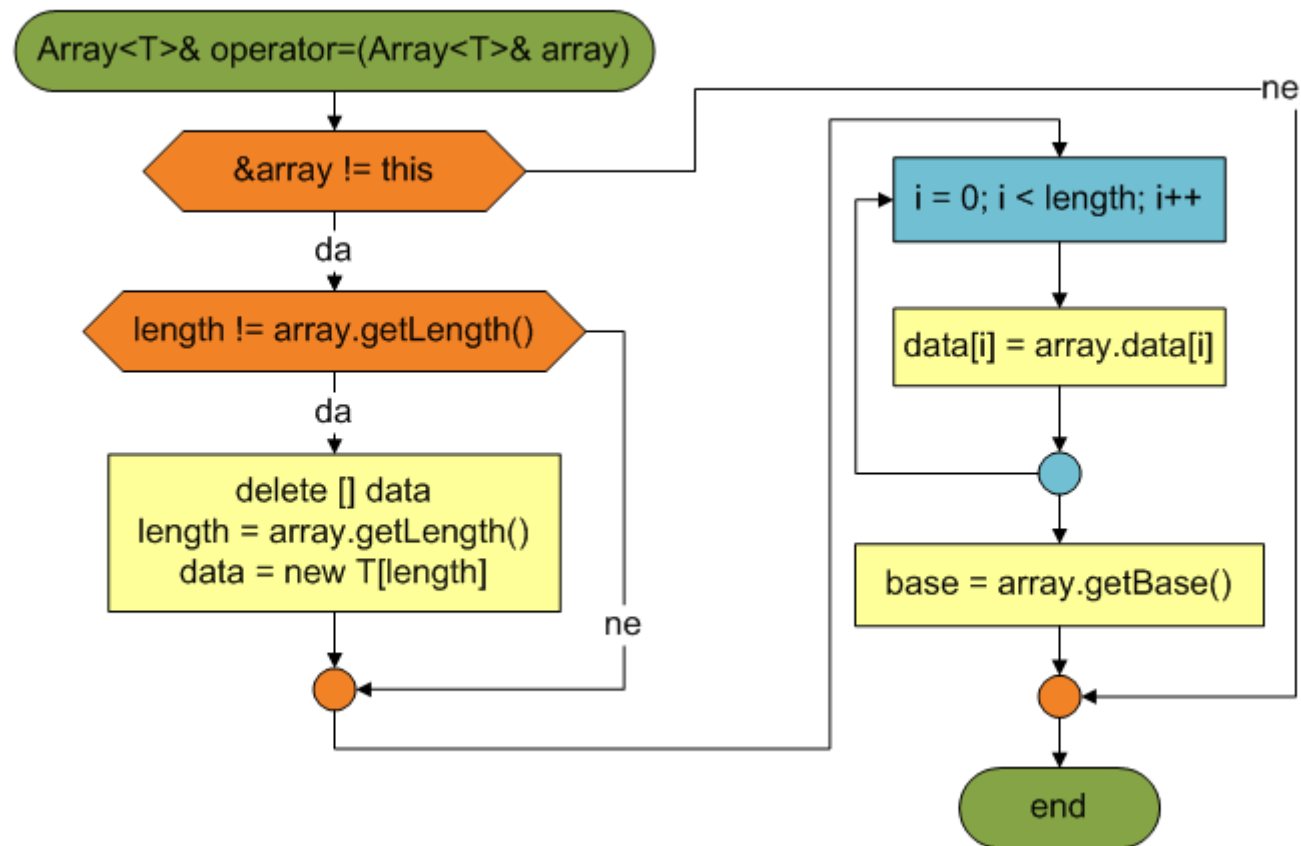 Array<T>& operator=(Array<T>& array)
&array != this
ne
da
length != array.getLength()
da
ne
delete [] data
length = array.getLength()
data = new T[length]
i = 0; i < length; i++
data[i] = array.data[i]
base = array.getBase()
end